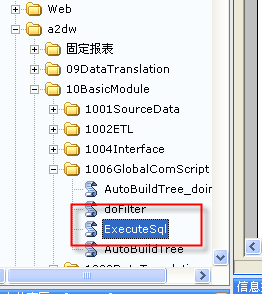 Web
a2dw
固定报表
09DataTranslation
10BasicModule
1001SourceData
1002ETL
1004Interface
1006GlobalComScript
AutoBuildTree_doir
doFilter
ExecuteSql
AutoBuildTree
信息